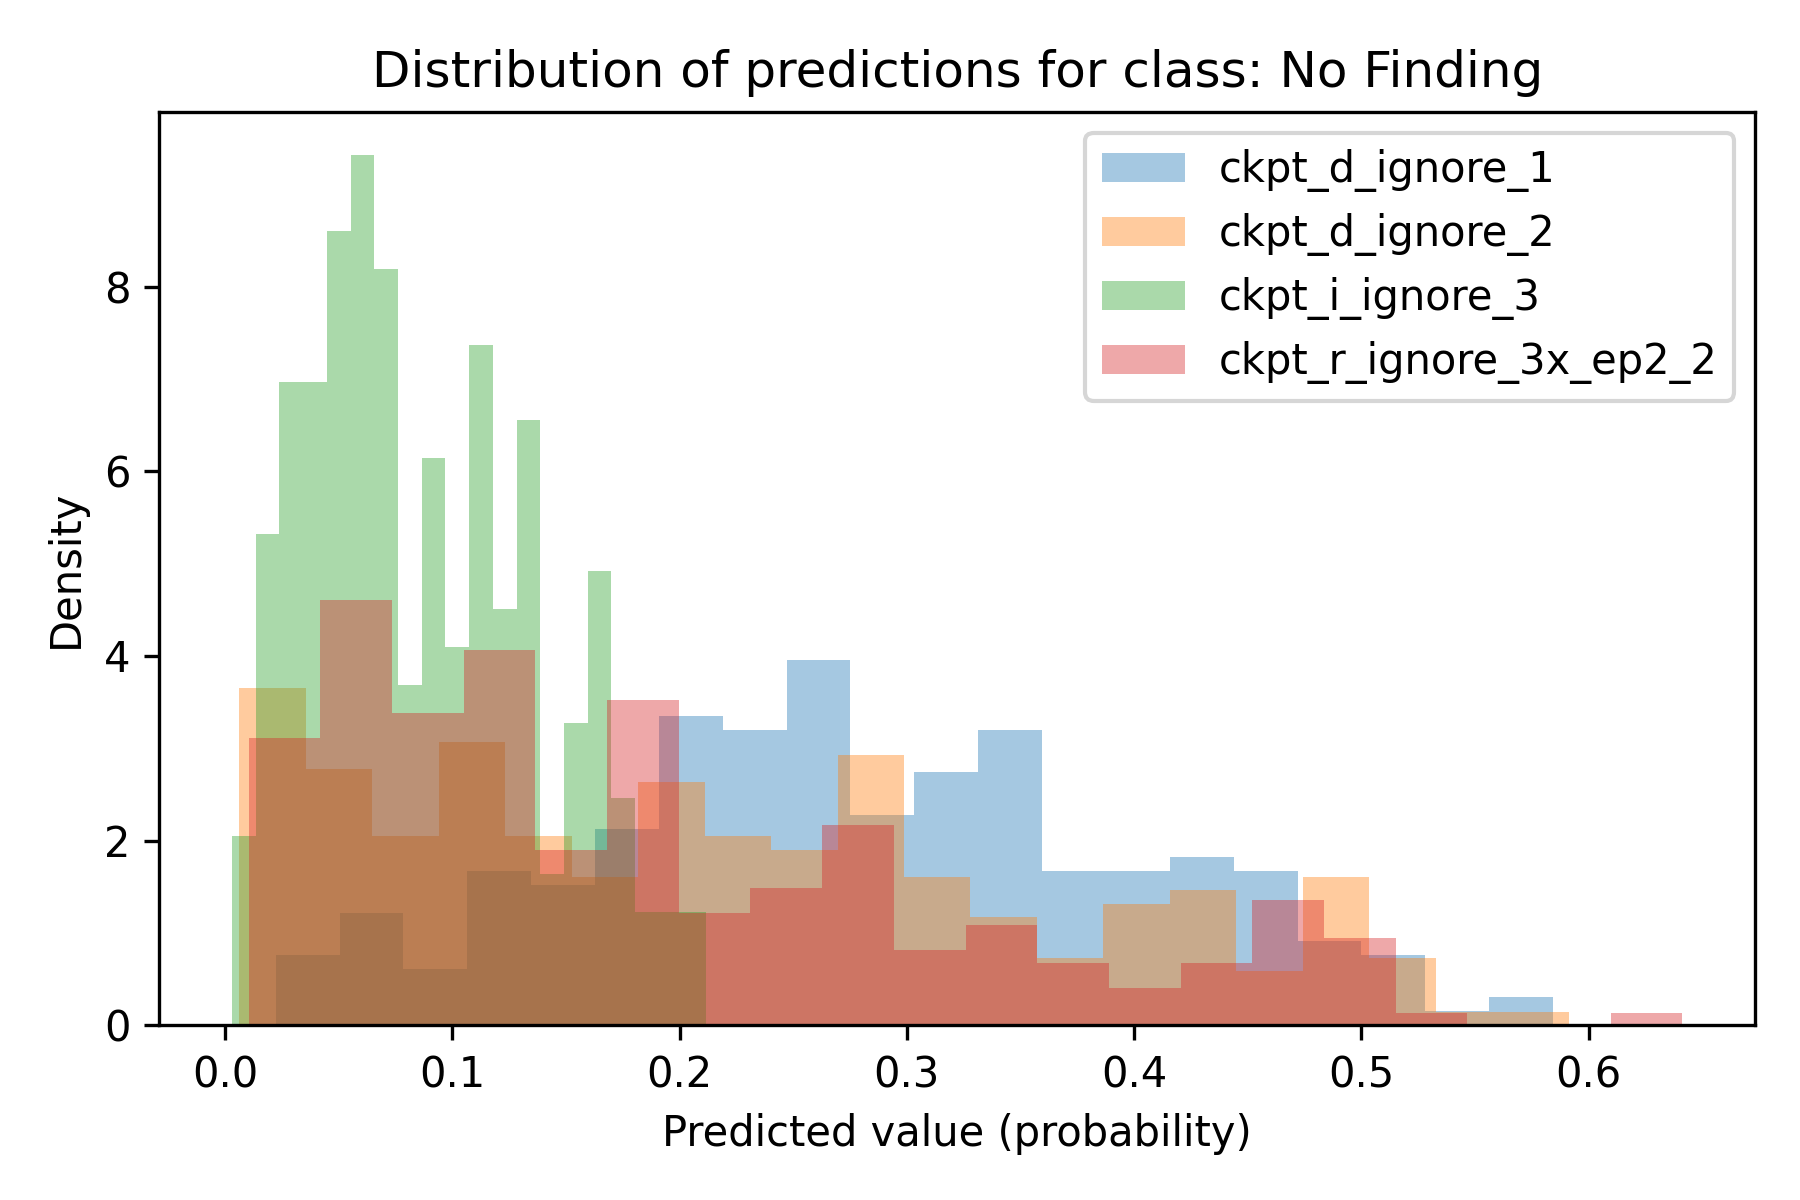 Distribution of predictions for class: No Finding
ckpt_d_ignore_1
ckpt_d_ignore_2
ckpt_i_ignore_3
ckpt_r_ignore_3x_ep2_2
Density
8
6
4
2
0
0.0 0.1 0.2 0.3 0.4 0.5 0.6
Predicted value (probability)